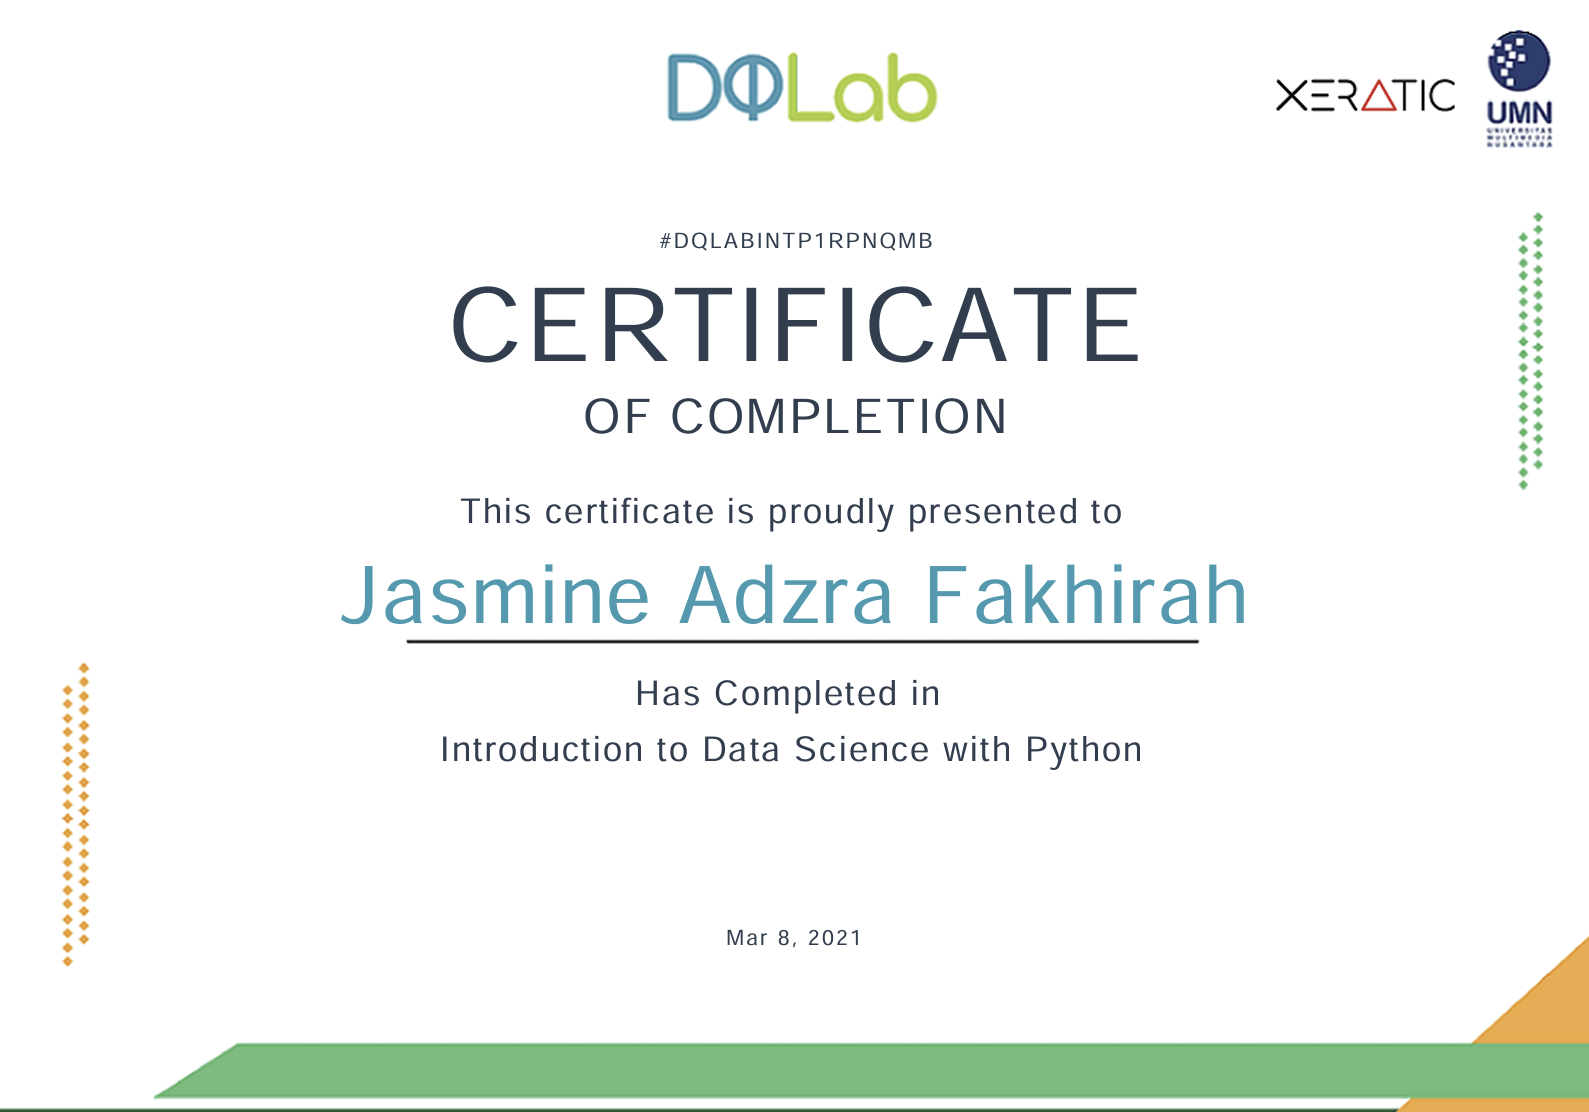 DQLab
XERATIC
UMN
UNIVERSITAS
MULTIMEDIA
NUSANTARA
#DQLABINTP1RPNQMB
CERTIFICATE
OF COMPLETION
This certificate is proudly presented to
Jasmine Adzra Fakhirah
Has Completed in
Introduction to Data Science with Python
Mar 8, 2021